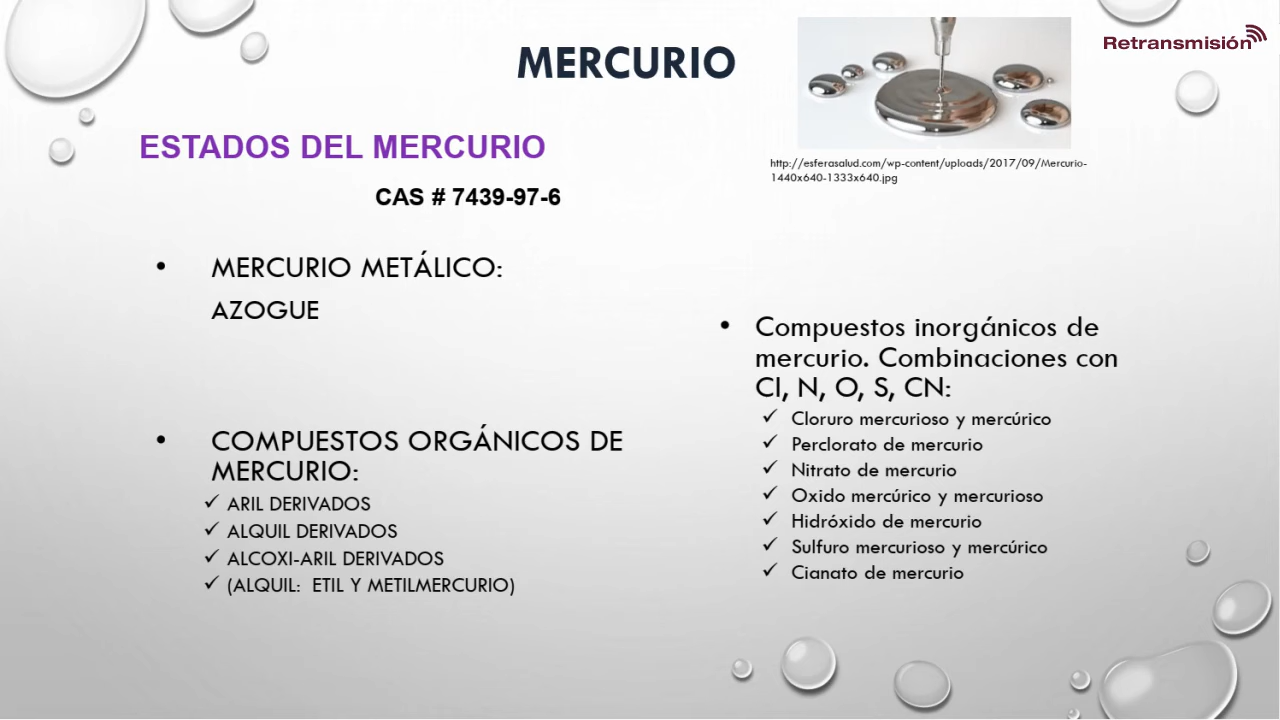 MERCURIO
Retransmisión
http://esferasalud.com/wp-content/uploads/2017/09/Mercurio-
1440x640-1333x640.jpg
ESTADOS DEL MERCURIO
CAS # 7439-97-6
• MERCURIO METÁLICO:
AZOGUE
• COMPUESTOS ORGÁNICOS DE
MERCURIO:
✓ ARIL DERIVADOS
✓ ALQUIL DERIVADOS
✓ ALCOXI-ARIL DERIVADOS
✓ (ALQUIL: ETIL Y METILMERCURIO)
• Compuestos inorgánicos de
mercurio. Combinaciones con
Cl, N, O, S, CN:
✓ Cloruro mercurioso y mercúrico
✓ Perclorato de mercurio
✓ Nitrato de mercurio
✓ Oxido mercúrico y mercurioso
✓ Hidróxido de mercurio
✓ Sulfuro mercurioso y mercúrico
✓ Cianato de mercurio